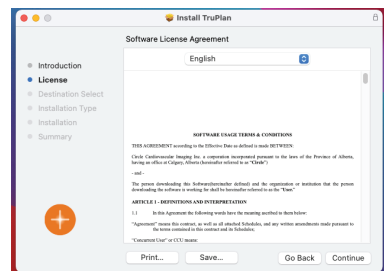 Install TruPlan
Software License Agreement
English
Introduction
License
Destination Select
Installation Type
Installation
Summary
SOFTWARE USAGE TERMS & CONDITIONS
THIS AGREEMENT according to the Effective Date as defined is made BETWEEN:
Circle Cardiovascular Imaging Inc. a corporation incorporated pursuant to the laws of the Province of Alberta,
having an office at Calgary, Alberta (hereinafter referred to as "Circle")
- and -
The person downloading this Software(hereinafter defined) and the organization or institution that the person
downloading the software is working for shall be hereinafter referred to as the "User"
ARTICLE 1 - DEFINITIONS AND INTERPRETATION
1.1 In this Agreement the following words have the meaning ascribed to them below:
"Agreement" means this contract, as well as all attached Schedules, and any written amendments made pursuant to
the terms contained in this contract and its Schedules;
"Concurrent User" or CCU means:
Print...
Save...
Go Back
Continue